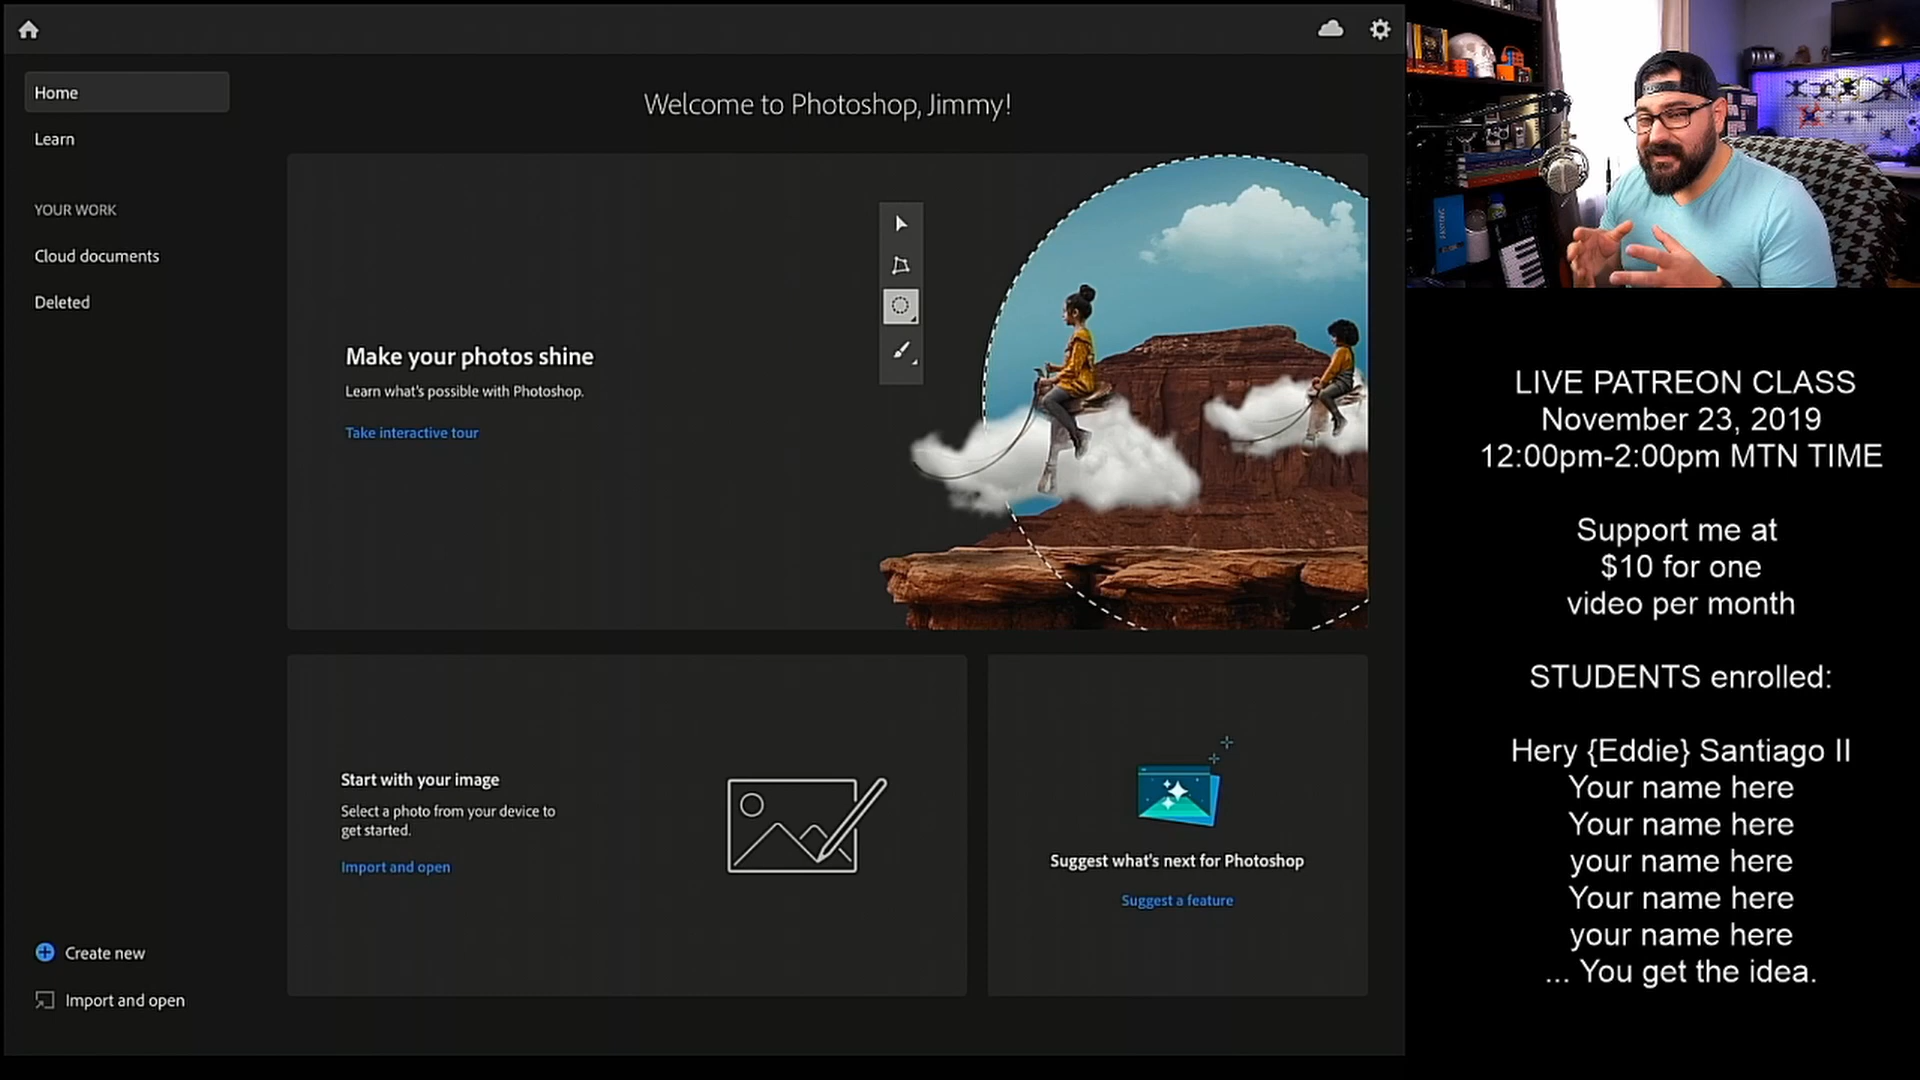 Home
Learn
YOUR WORK
Cloud documents
Deleted
Create new
Import and open
Welcome to Photoshop, Jimmy!
Make your photos shine
Learn what's possible with Photoshop.
Take interactive tour
Start with your image
Select a photo from your device to
get started.
Import and open
Suggest what's next for Photoshop
Suggest a feature
LIVE PATREON CLASS
November 23, 2019
12:00pm-2:00pm MTN TIME
Support me at
$10 for one
video per month
STUDENTS enrolled:
Hery {Eddie} Santiago II
Your name here
Your name here
your name here
Your name here
your name here
... You get the idea.